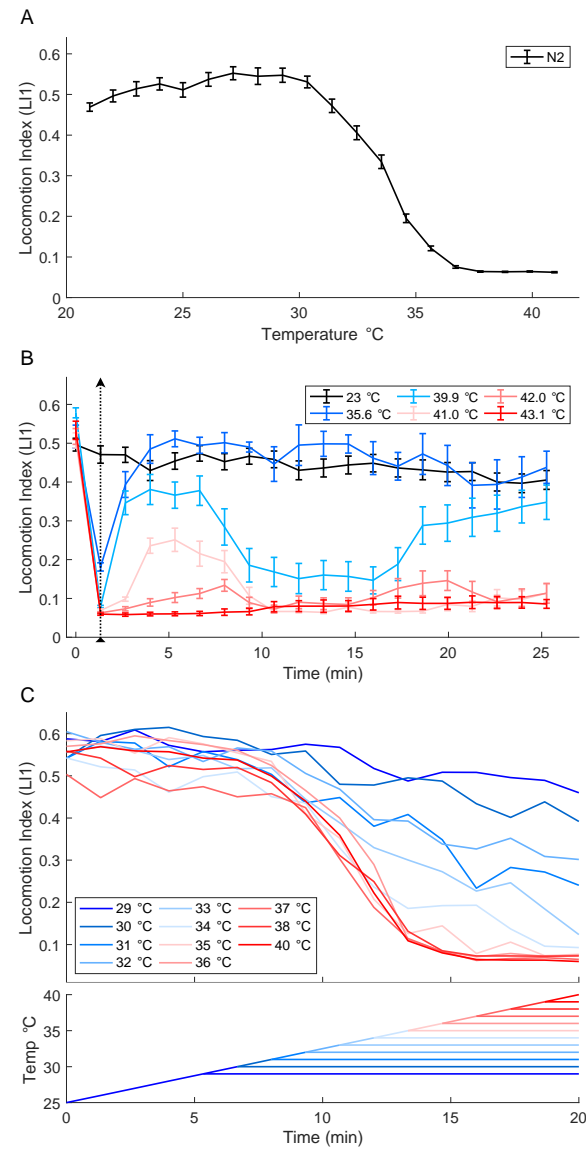 A
0.6
0.5
0.4
0.3
0.2
0.1
0
Locomotion Index (LI1)
N2
20
25
30
35
40
Temperature °C
B
0.6
0.5
0.4
0.3
0.2
0.1
0
Locomotion Index (LI1)
23 °C
39.9 °C
42.0 °C
35.6 °C
41.0 °C
43.1 °C
0
5
10
15
20
25
Time (min)
C
0.6
0.5
0.4
0.3
0.2
0.1
Locomotion Index (LI1)
29 °C
33 °C
37 °C
30 °C
34 °C
38 °C
31 °C
35 °C
40 °C
32 °C
36 °C
40
35
30
25
Temp °C
0
5
10
15
20
Time (min)